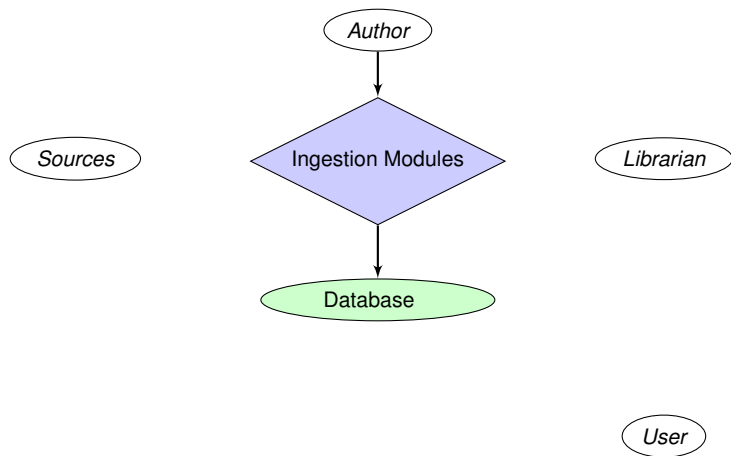 Author
Sources
Ingestion Modules
Librarian
Database
User